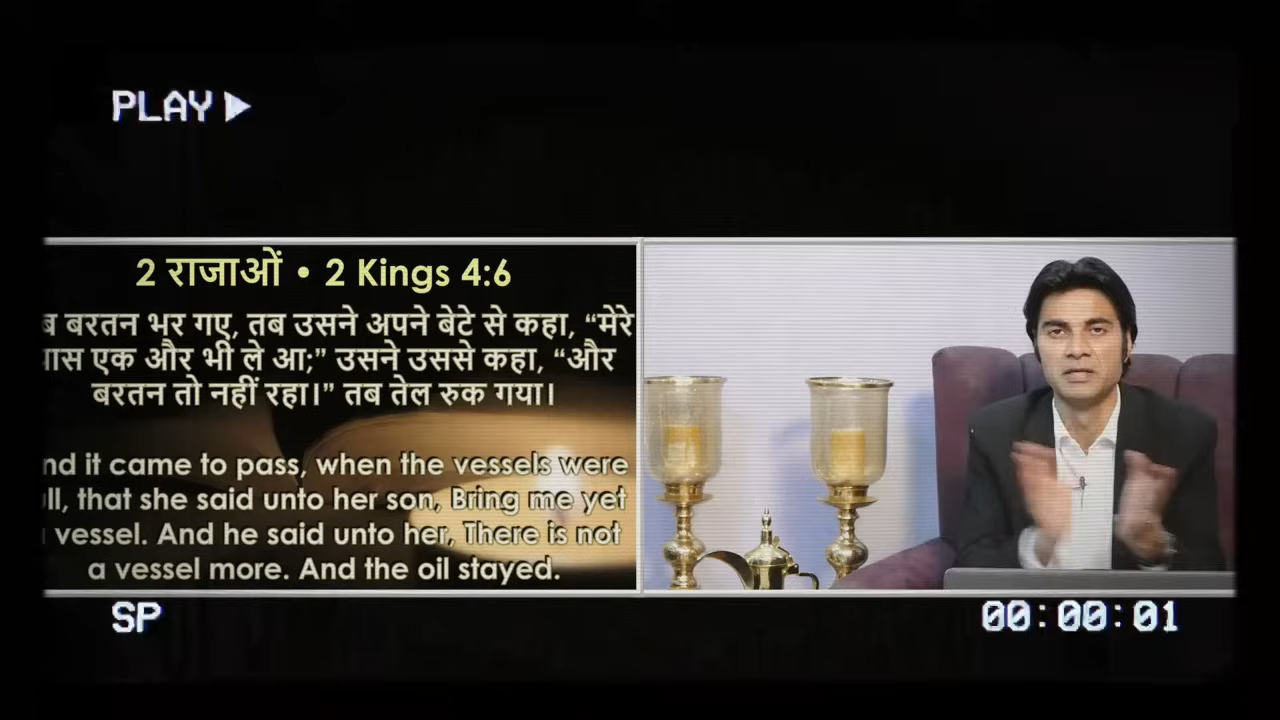 PLAY
2 राजाओं • 2 Kings 4:6
बरतन भर गए, तब उसने अपने बेटे से कहा, “मेरे
एक और भी ले आ;” उसने उससे कहा, “और
बरतन तो नहीं रहा।” तब तेल रुक गया।
it came to pass, when the vessels were
that she said unto her son, Bring me yet
vessel. And he said unto her, There is not
a vessel more. And the oil stayed.
SP
00:00:01